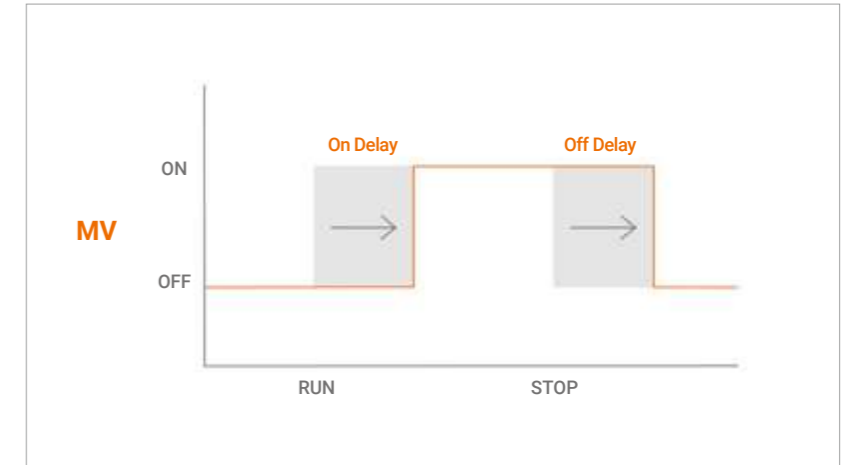 On Delay
Off Delay
ON
MV
OFF
RUN
STOP